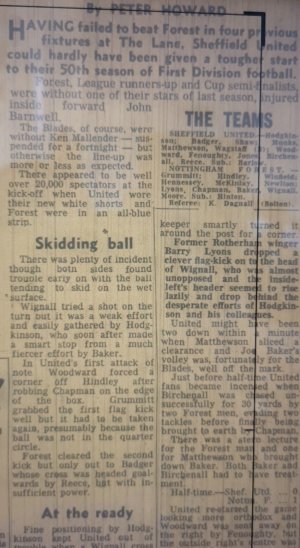 By PETER HOWARD
HAVING failed to beat Forest in four previous
fixtures at The Lane, Sheffield United
could hardly have been given a tougher start
to their 50th season of First Division football.
Forest, League runners-up and Cup semi-finalists,
were without one of their stars of last season, injured
inside forward John
Barnwell.
The Blades, of course, were
without Ken Mallender — sus-
pended for a fortnight — but
otherwise the line-up was
more or less as expected.
There appeared to be well
over 20,000 spectators at the
kick-off when United wore
their new white shorts and
Forest were in an all-blue
strip.
Skidding ball
There was plenty of incident
though both sides found
trouble early on with the ball
tending to skid on the wet
surface.
Wignall tried a shot on the
turn but it was a weak effort
and easily gathered by Hodg-
kinson, who soon after made
a smart stop from a much
fiercer effort by Baker.
In United's first attack of
note Woodward forced a
corner off Hindley after
robbing Chapman on the edge
of the box. Grummitt
grabbed the first flag kick
well but it had to be taken
again, presumably because the
ball was not in the quarter
circle.
Forest cleared the second
kick but only out to Badger
whose cross was headed goal-
wards by Reece, but with in-
sufficient power.
At the ready
Fine positioning by Hodg-
kinson kept United out of
THE TEAMS
SHEFFIELD UNITED—Hodgkin-
son; Badger, Shaw; Munks,
Matthewson, Wagstaff (B); Wood-
ward, Fenoughty, Jones, Birchen-
all, Reece. Sub.: Barlow.
NOTTINGHAM FOREST.—
Grummitt; Hindley, Winfield;
Hennessey, McKinlay, Newton;
Lyons, Chapman, Baker, Wignall,
Moore. Sub.: Hinton.
Referee: K. Dagnall (Bolton).
keeper smartly turned it
around the post for a corner.
Former Rotherham winger
Barry Lyons dropped a
clever flag-kick on to the head
of Wignall, who was almost
unopposed and the inside-
left's header seemed to rise
lazily and drop behind the
desperate efforts of Hodgkin-
son and his colleagues.
United might have been
two down within a minute
when Matthewson sliced a
clearance and Joe Baker's
volley was, fortunately for the
Blades, well off the mark.
Just before half-time United
fans became incensed when
Birchenall was chased un-
successfully for 30 yards by
two Forest men, evading two
tackles before finally being
brought to earth by Chapman.
There was a stern lecture
for the Forest man and one
for Matthewson who brought
down Baker. Both Baker and
Birchenall had to have treat-
ment.
Half-time.—Shef. Utd. ... 0
Notts F.
United re-started the game
looking more orthodox and
Woodward was sent away on
the right by Fenoughty, but
the outside right's centre was